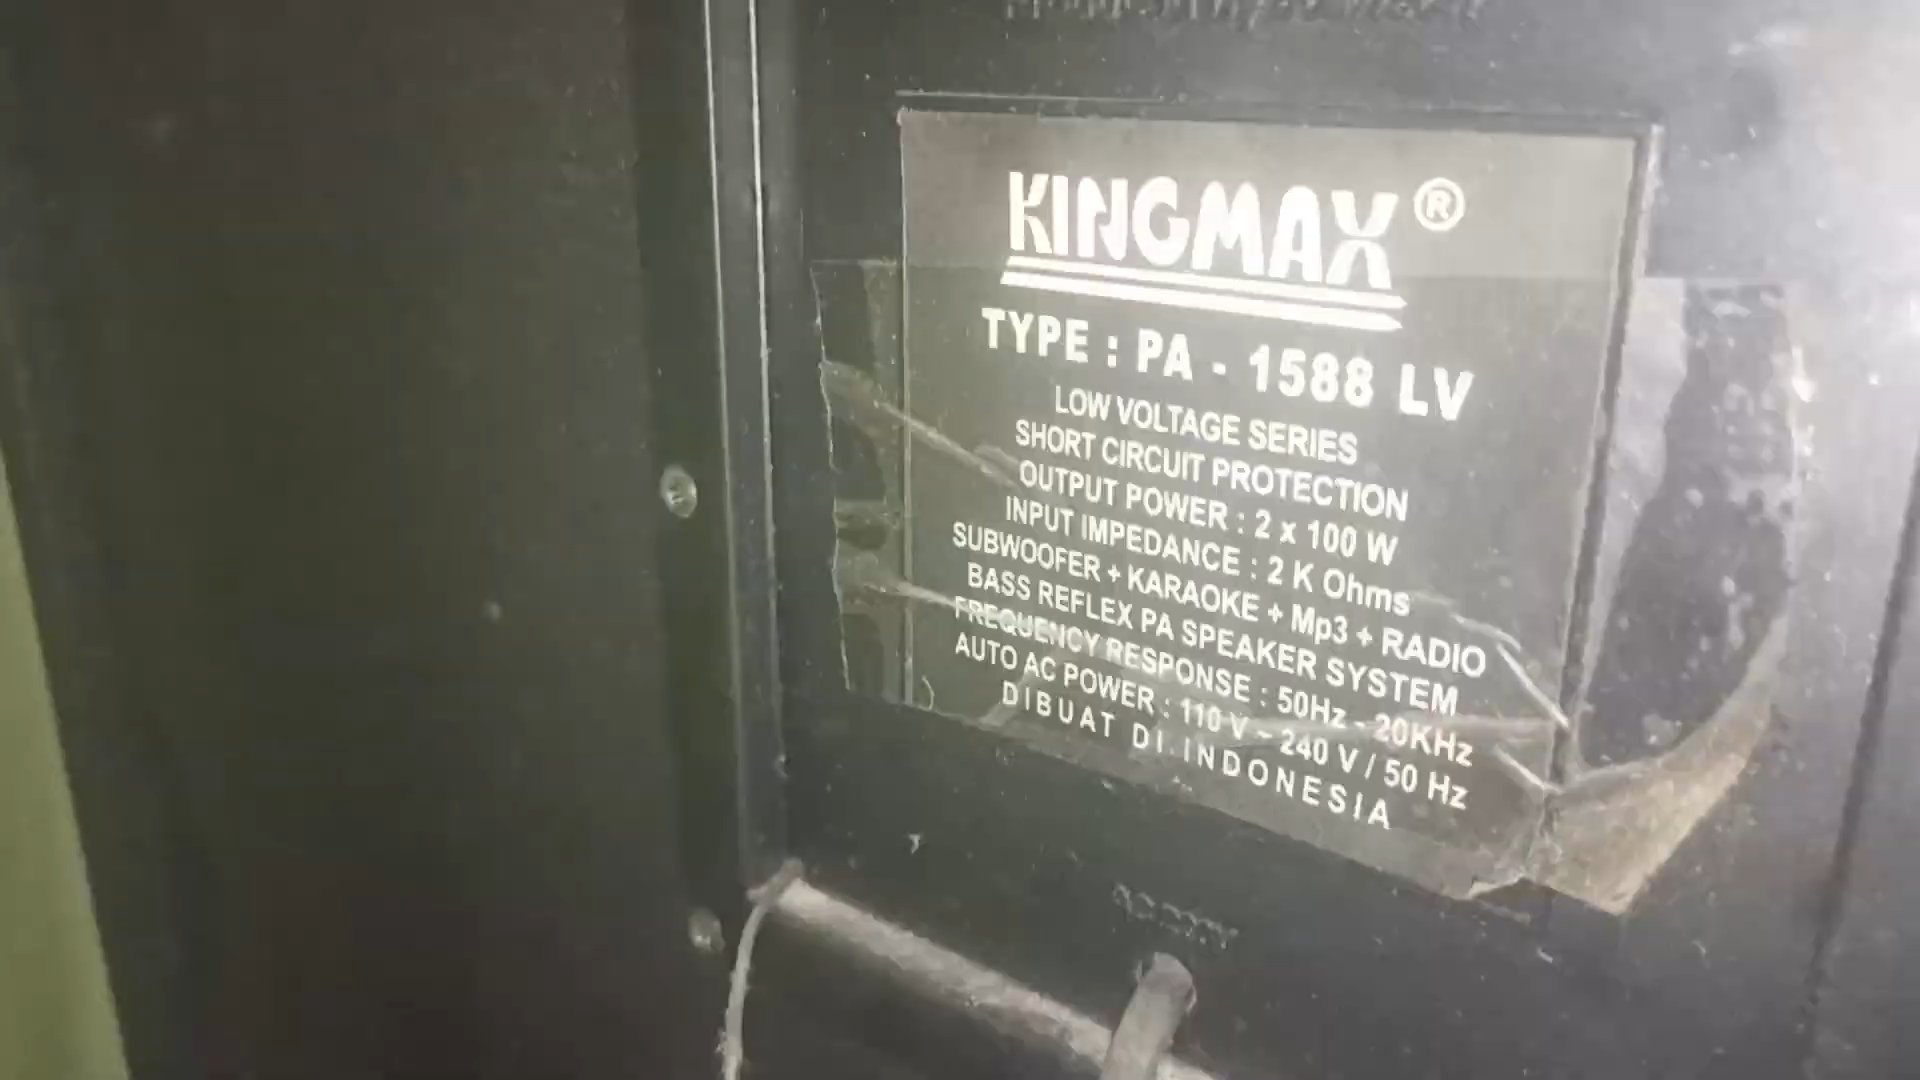 KINGMAX ®
TYPE : PA - 1588 LV
LOW VOLTAGE SERIES
SHORT CIRCUIT PROTECTION
OUTPUT POWER : 2 x 100 W
INPUT IMPEDANCE : 2 K Ohms
SUBWOOFER + KARAOKE + Mp3 + RADIO
BASS REFLEX PA SPEAKER SYSTEM
FREQUENCY RESPONSE : 50Hz - 20KHz
AUTO AC POWER : 110 V ~ 240 V / 50 Hz
DIBUAT DI INDONESIA